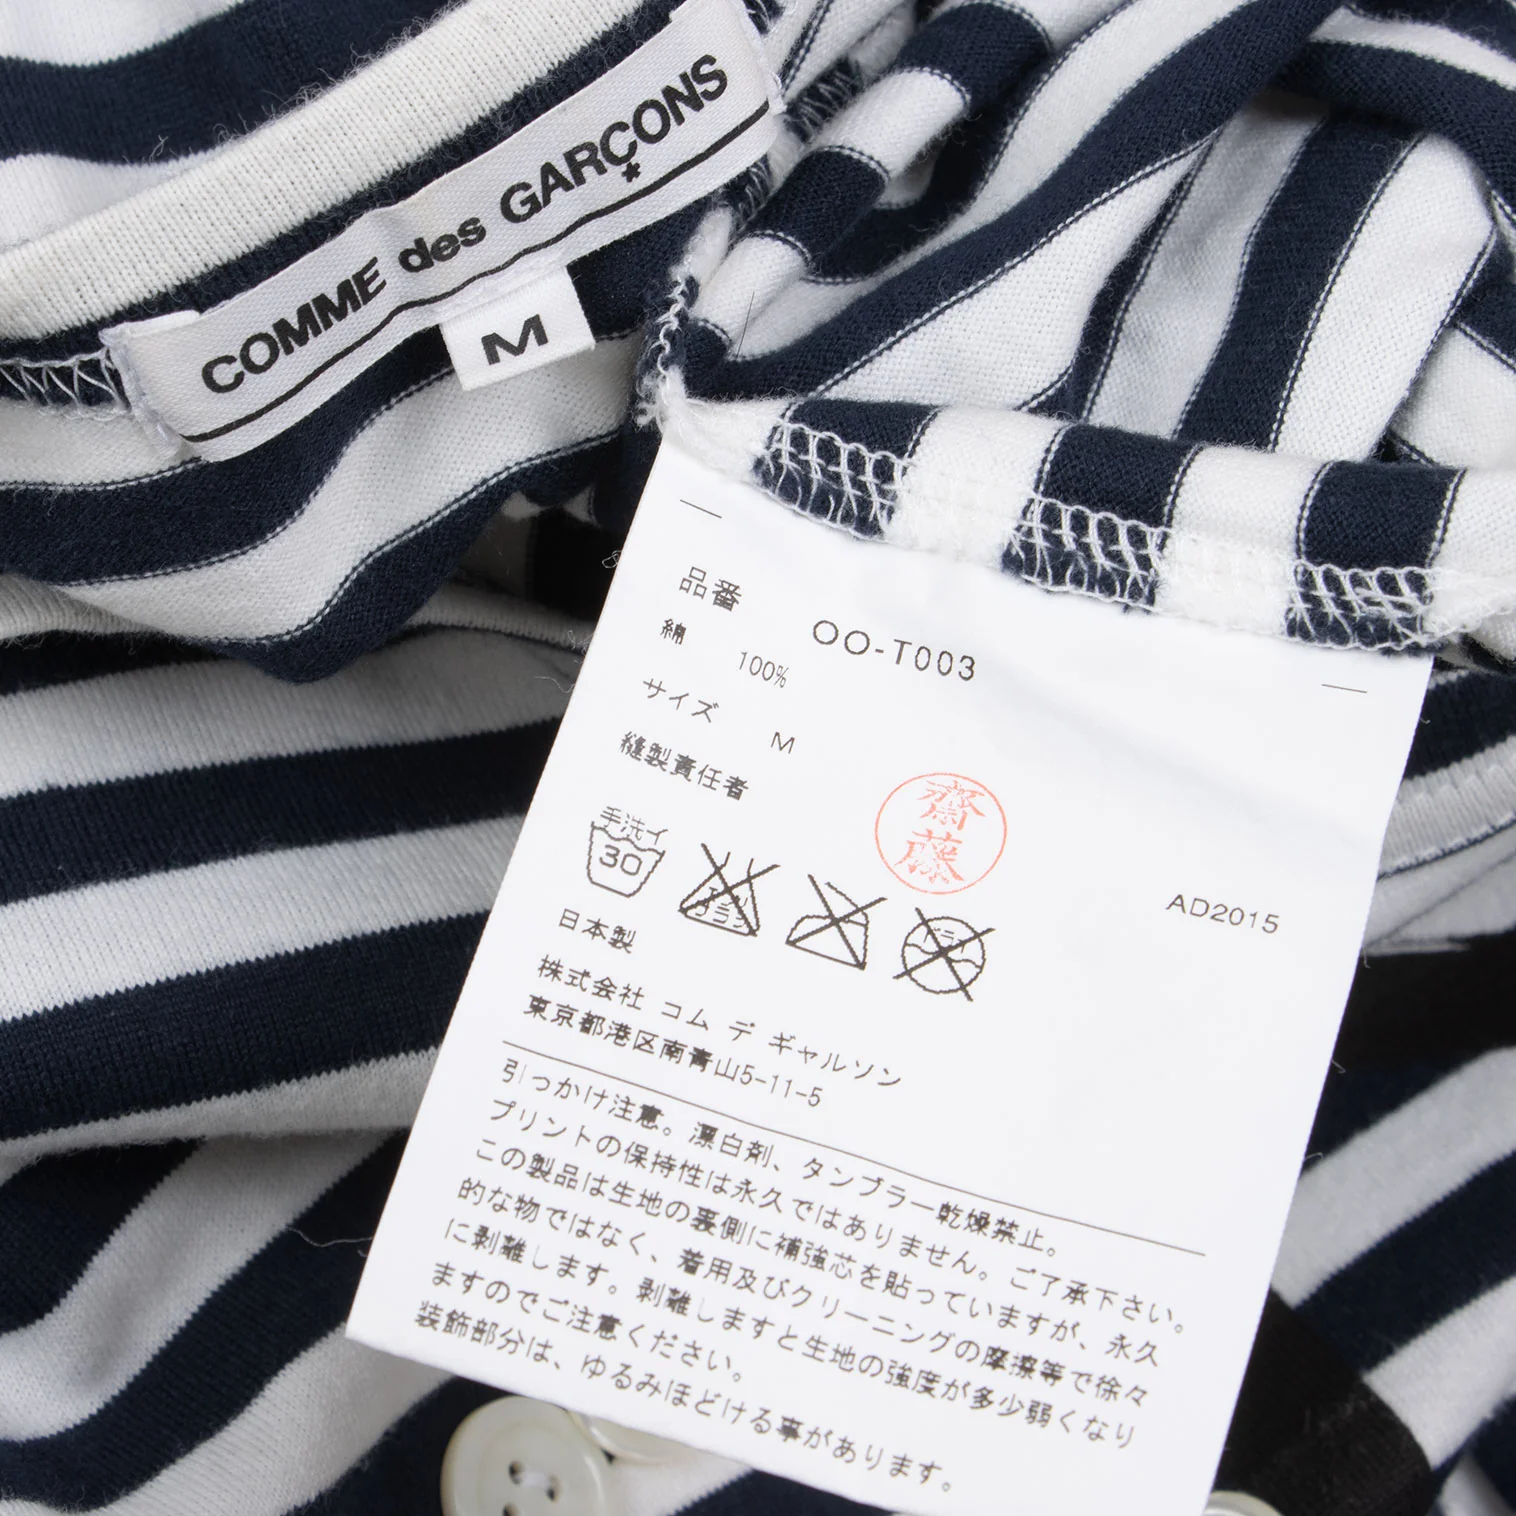 COMME des GARÇONS
*
M
品番 OO-T003
綿 100%
サイズ M
縫製責任者
齋藤
手洗イ
30
エンソ
サラシ
ドライ
AD2015
日本製
株式会社 コム デ ギャルソン
東京都港区南青山5-11-5
引っかけ注意。漂白剤、タンブラー乾燥禁止。
プリントの保持性は永久ではありません。ご了承下さい。
この製品は生地の裏側に補強芯を貼っていますが、永久
的な物ではなく、着用及びクリーニングの摩擦等で徐々
に剥離します。剥離しますと生地の強度が多少弱くなり
ますのでご注意ください。
装飾部分は、ゆるみほどける事があります。